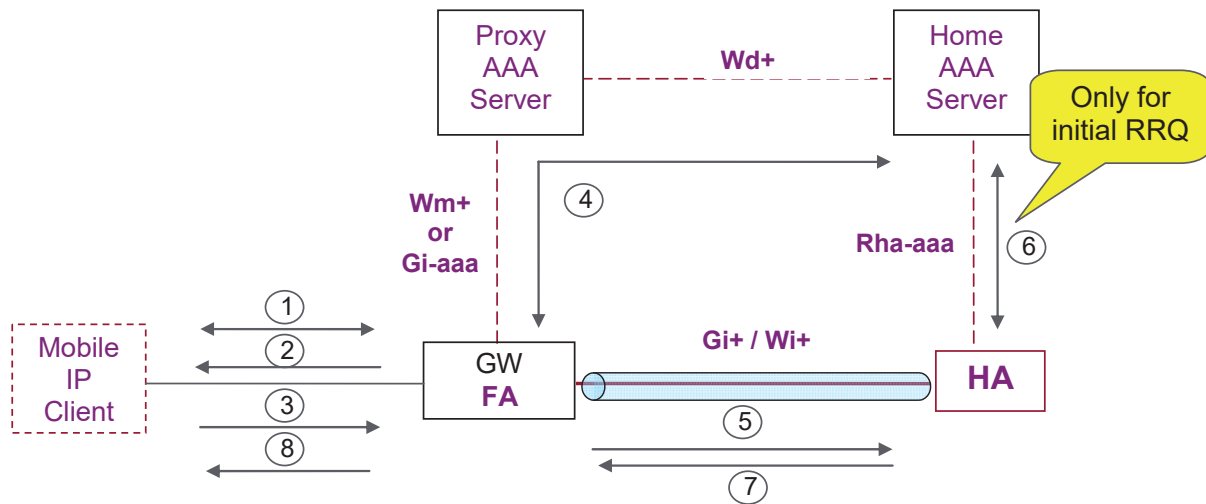 Proxy
AAA
Server
Wd+
Home
AAA
Server
Only for
initial RRQ
4
Wm+
or
Gi-aaa
Rha-aaa
6
1
2
Mobile
IP
Client
3
8
GW
FA
Gi+ / Wi+
HA
5
7